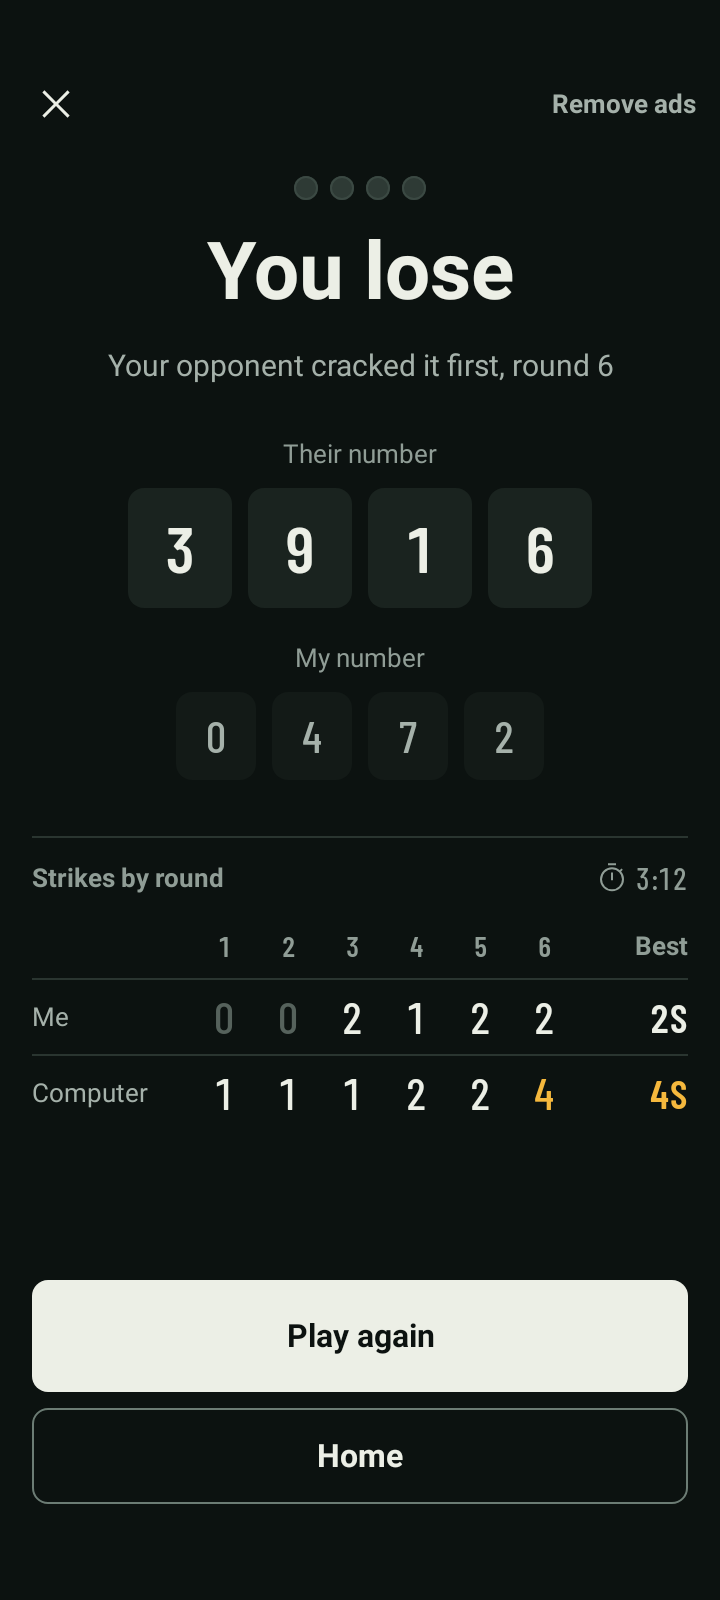 Remove ads
You lose
Your opponent cracked it first, round 6
Their number
3 9 1 6
My number
0 4 7 2
Strikes by round 3:12
1 2 3 4 5 6 Best
Me 0 0 2 1 2 2 2S
Computer 1 1 1 2 2 4 4S
Play again
Home